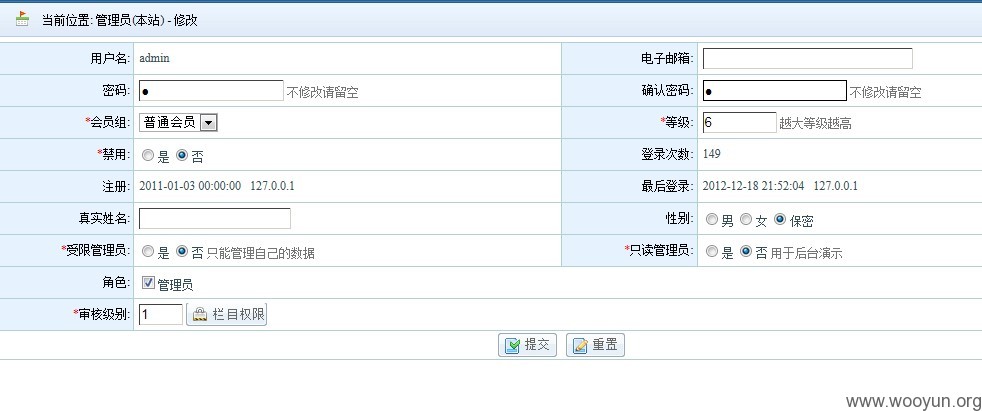 当前位置: 管理员(本站) - 修改
用户名: admin 电子邮箱:
密码: ● 不修改请留空 确认密码: ● 不修改请留空
*会员组: 普通会员 *等级: 6 越大等级越高
*禁用: 是 否 登录次数: 149
注册: 2011-01-03 00:00:00 127.0.0.1 最后登录: 2012-12-18 21:52:04 127.0.0.1
真实姓名: 性别: 男 女 保密
*受限管理员: 是 否 只能管理自己的数据 *只读管理员: 是 否 用于后台演示
角色: 管理员
*审核级别: 1 栏目权限
提交 重置
www.wooyun.org